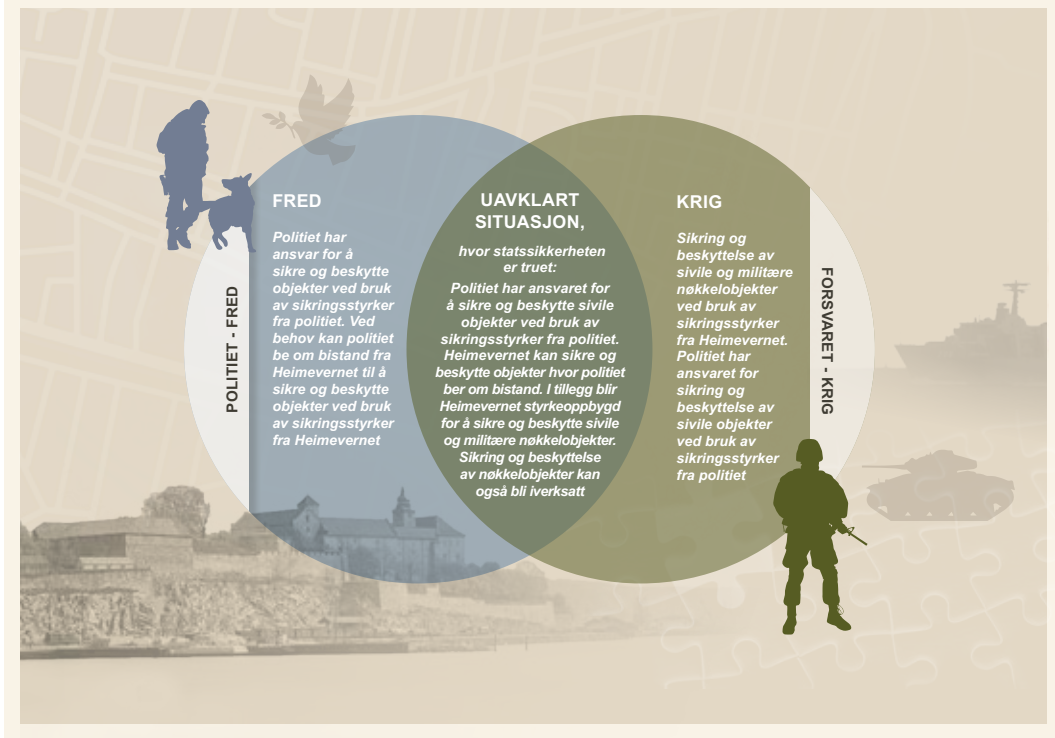 POLITIET - FRED
FRED
Politiet har
ansvar for å
sikre og beskytte
objekter ved bruk
av sikringsstyrker
fra politiet. Ved
behov kan politiet
be om bistand fra
Heimevernet til å
sikre og beskytte
objekter ved bruk
av sikringsstyrker
fra Heimevernet
UAVKLART
SITUASJON,
hvor statssikkerheten
er truet:
Politiet har ansvaret for
å sikre og beskytte sivile
objekter ved bruk av
sikringsstyrker fra politiet.
Heimevernet kan sikre og
beskytte objekter hvor politiet
ber om bistand. I tillegg blir
Heimevernet styrkeoppbygd
for å sikre og beskytte sivile
og militære nøkkelobjekter.
Sikring og beskyttelse
av nøkkelobjekter kan
også bli iverksatt
KRIG
Sikring og
beskyttelse av
sivile og militære
nøkkelobjekter
ved bruk av
sikringsstyrker
fra Heimevernet.
Politiet har
ansvaret for
sikring og
beskyttelse av
sivile objekter
ved bruk av
sikringsstyrker
fra politiet
FORSVARET - KRIG